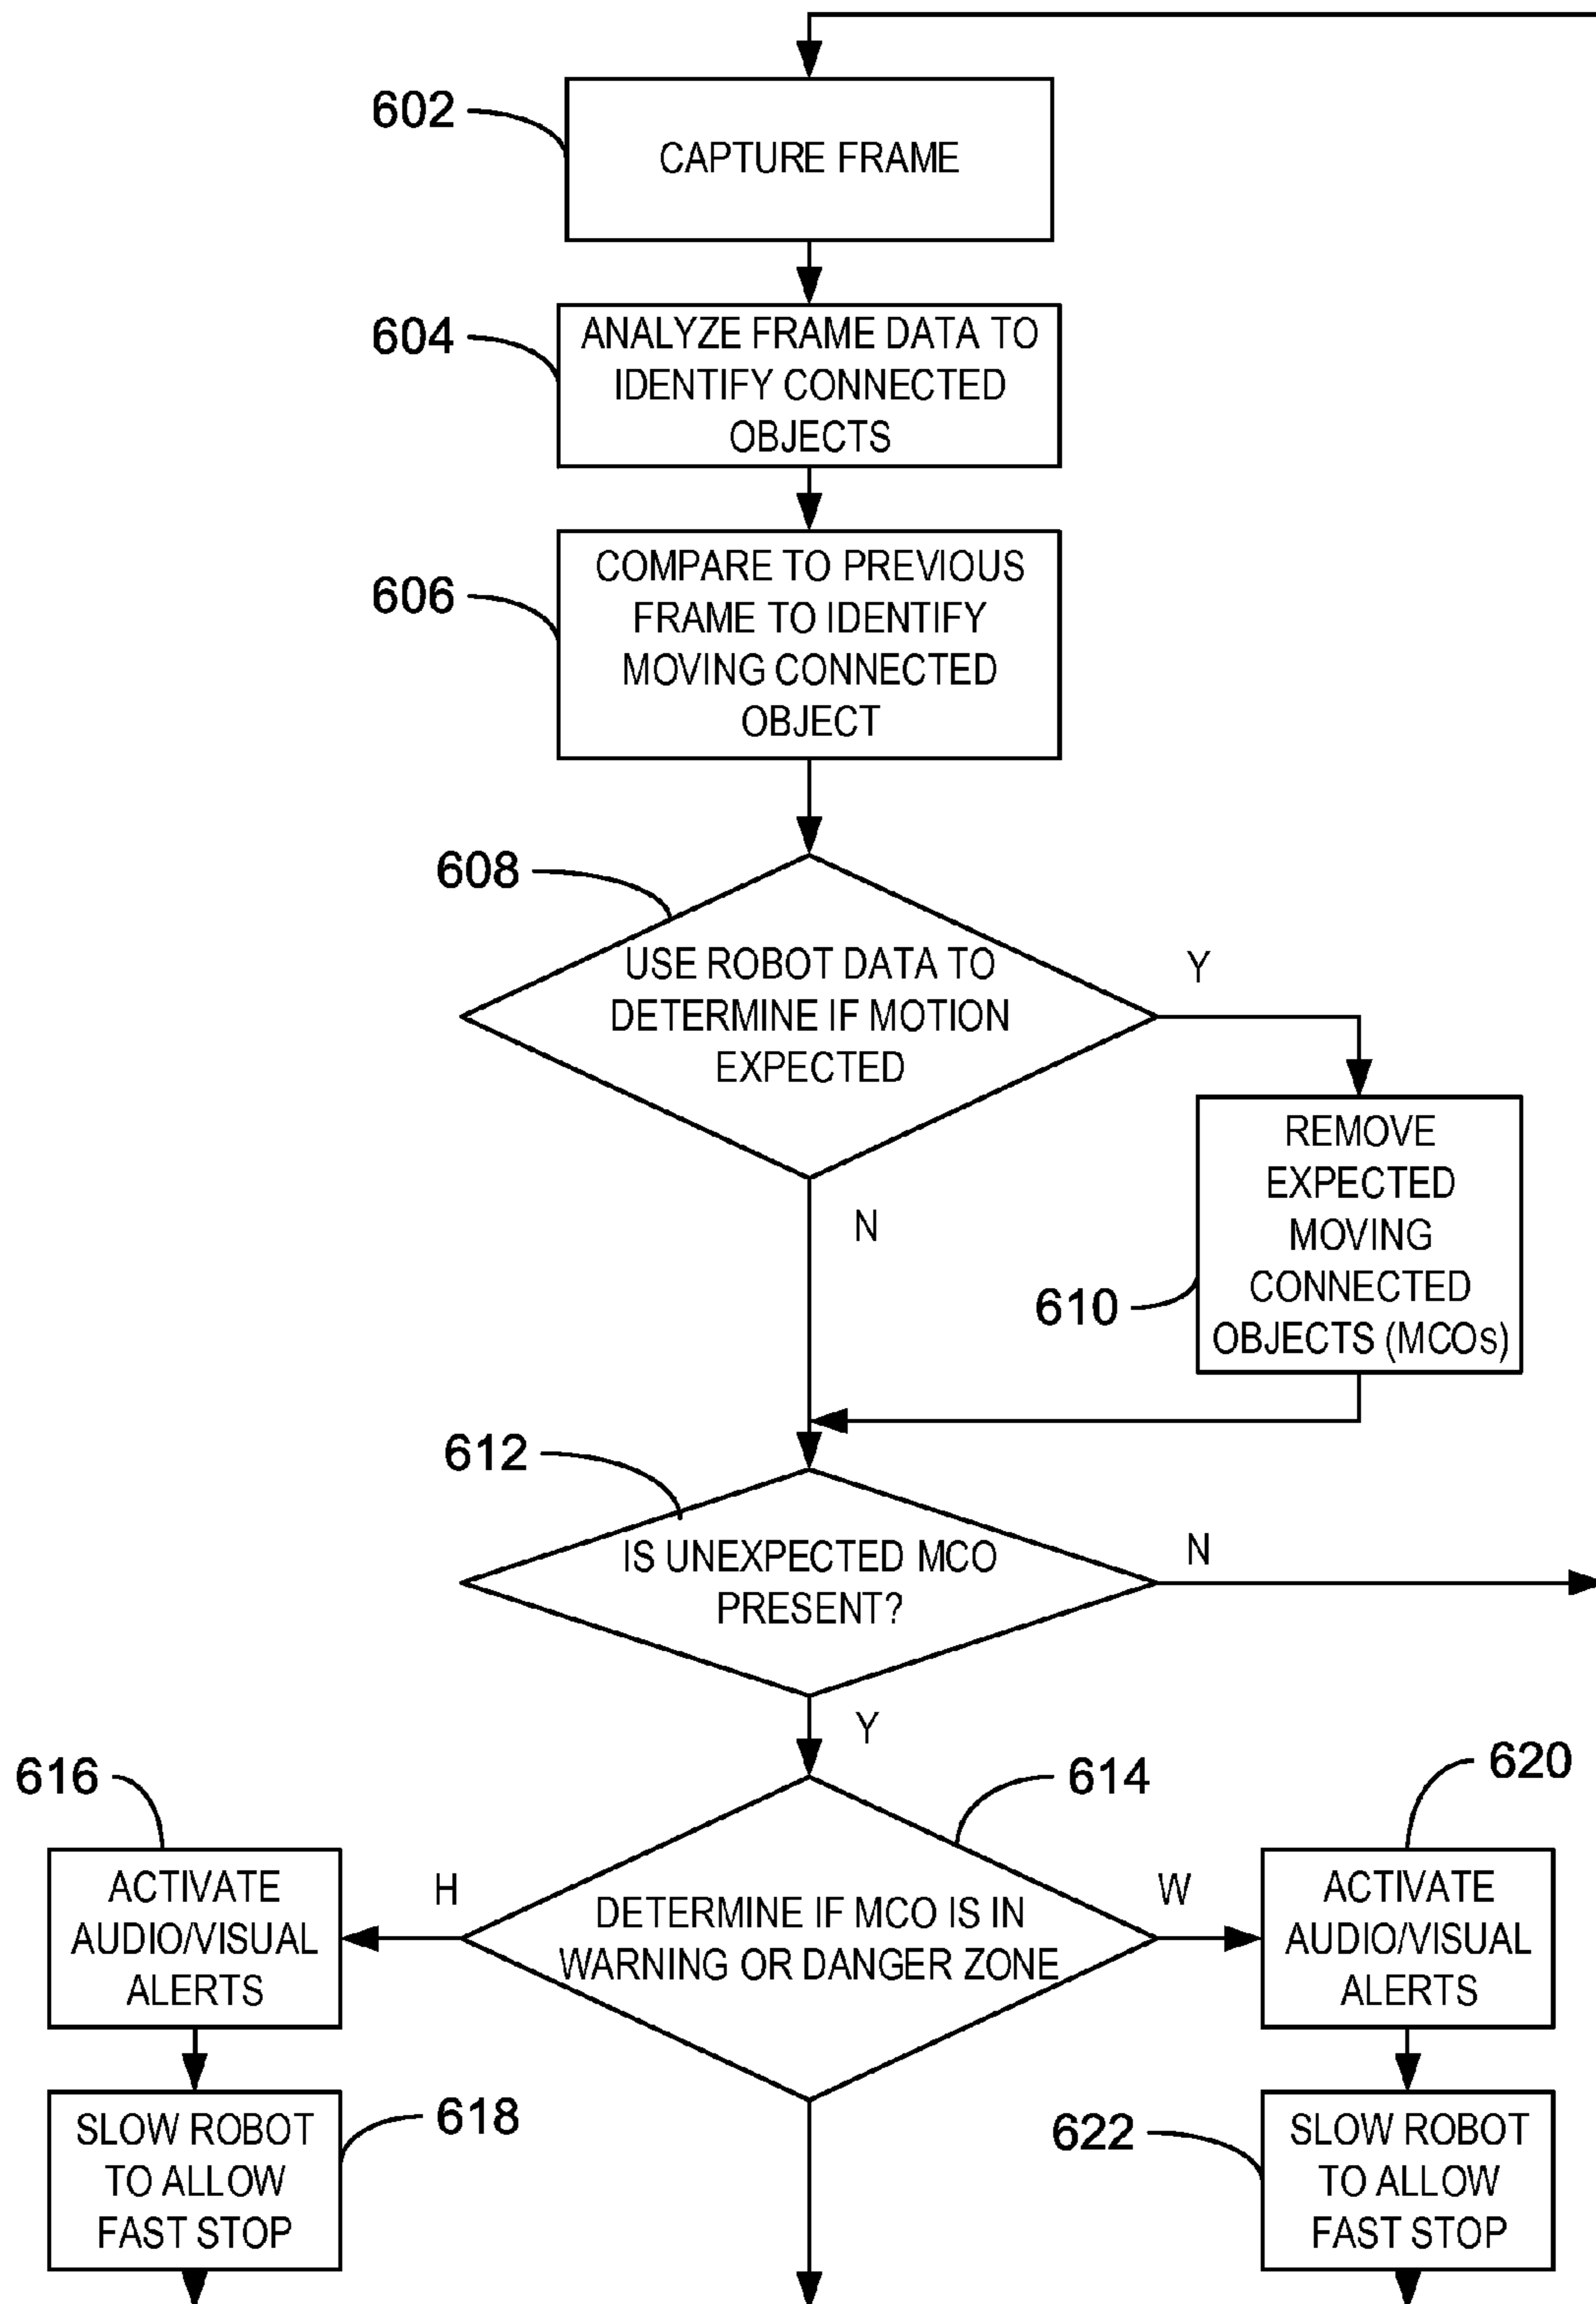 602
CAPTURE FRAME
604
ANALYZE FRAME DATA TO
IDENTIFY CONNECTED
OBJECTS
606
COMPARE TO PREVIOUS
FRAME TO IDENTIFY
MOVING CONNECTED
OBJECT
608
USE ROBOT DATA TO
DETERMINE IF MOTION
EXPECTED
Y
N
610
REMOVE
EXPECTED
MOVING
CONNECTED
OBJECTS (MCOs)
612
IS UNEXPECTED MCO
PRESENT?
N
Y
614
DETERMINE IF MCO IS IN
WARNING OR DANGER ZONE
H
W
616
ACTIVATE
AUDIO/VISUAL
ALERTS
618
SLOW ROBOT
TO ALLOW
FAST STOP
620
ACTIVATE
AUDIO/VISUAL
ALERTS
622
SLOW ROBOT
TO ALLOW
FAST STOP